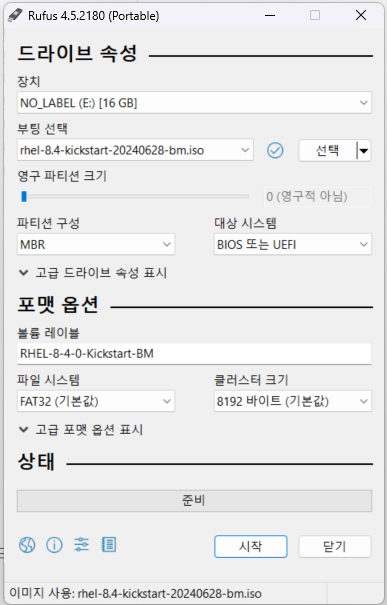 Rufus 4.5.2180 (Portable)
드라이브 속성
장치
NO_LABEL (E:) [16 GB]
부팅 선택
rhel-8.4-kickstart-20240628-bm.iso
선택
영구 파티션 크기
0 (영구적 아님)
파티션 구성
대상 시스템
MBR
BIOS 또는 UEFI
고급 드라이브 속성 표시
포맷 옵션
볼륨 레이블
RHEL-8-4-0-Kickstart-BM
파일 시스템
클러스터 크기
FAT32 (기본값)
8192 바이트 (기본값)
고급 포맷 옵션 표시
상태
준비
시작
닫기
이미지 사용: rhel-8.4-kickstart-20240628-bm.iso